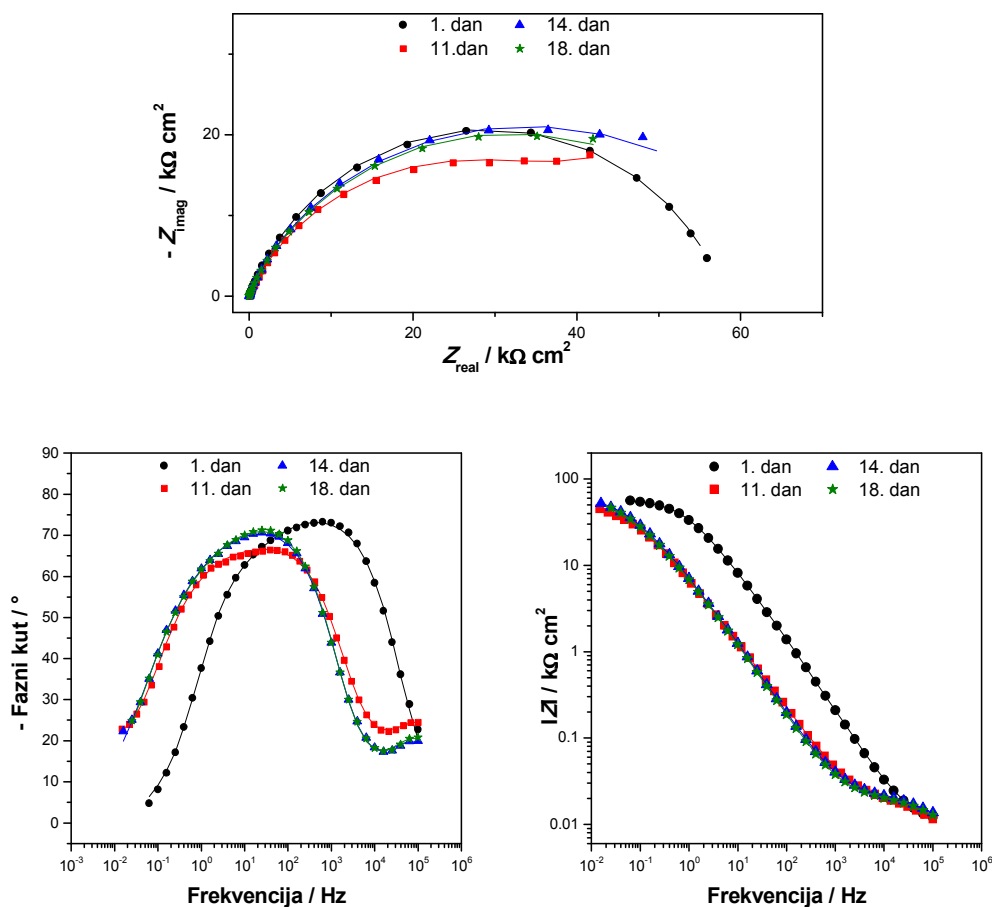 1. dan
14. dan
11.dan
18. dan
- Z_imag / kΩ cm²
20
0
0
20
40
60
Z_real / kΩ cm²
1. dan
14. dan
11. dan
18. dan
- Fazni kut / °
90
80
70
60
50
40
30
20
10
0
10⁻³ 10⁻² 10⁻¹ 10⁰ 10¹ 10² 10³ 10⁴ 10⁵ 10⁶
Frekvencija / Hz
1. dan
14. dan
11. dan
18. dan
|Z| / kΩ cm²
100
10
1
0.1
0.01
10⁻² 10⁻¹ 10⁰ 10¹ 10² 10³ 10⁴ 10⁵ 10⁶
Frekvencija / Hz